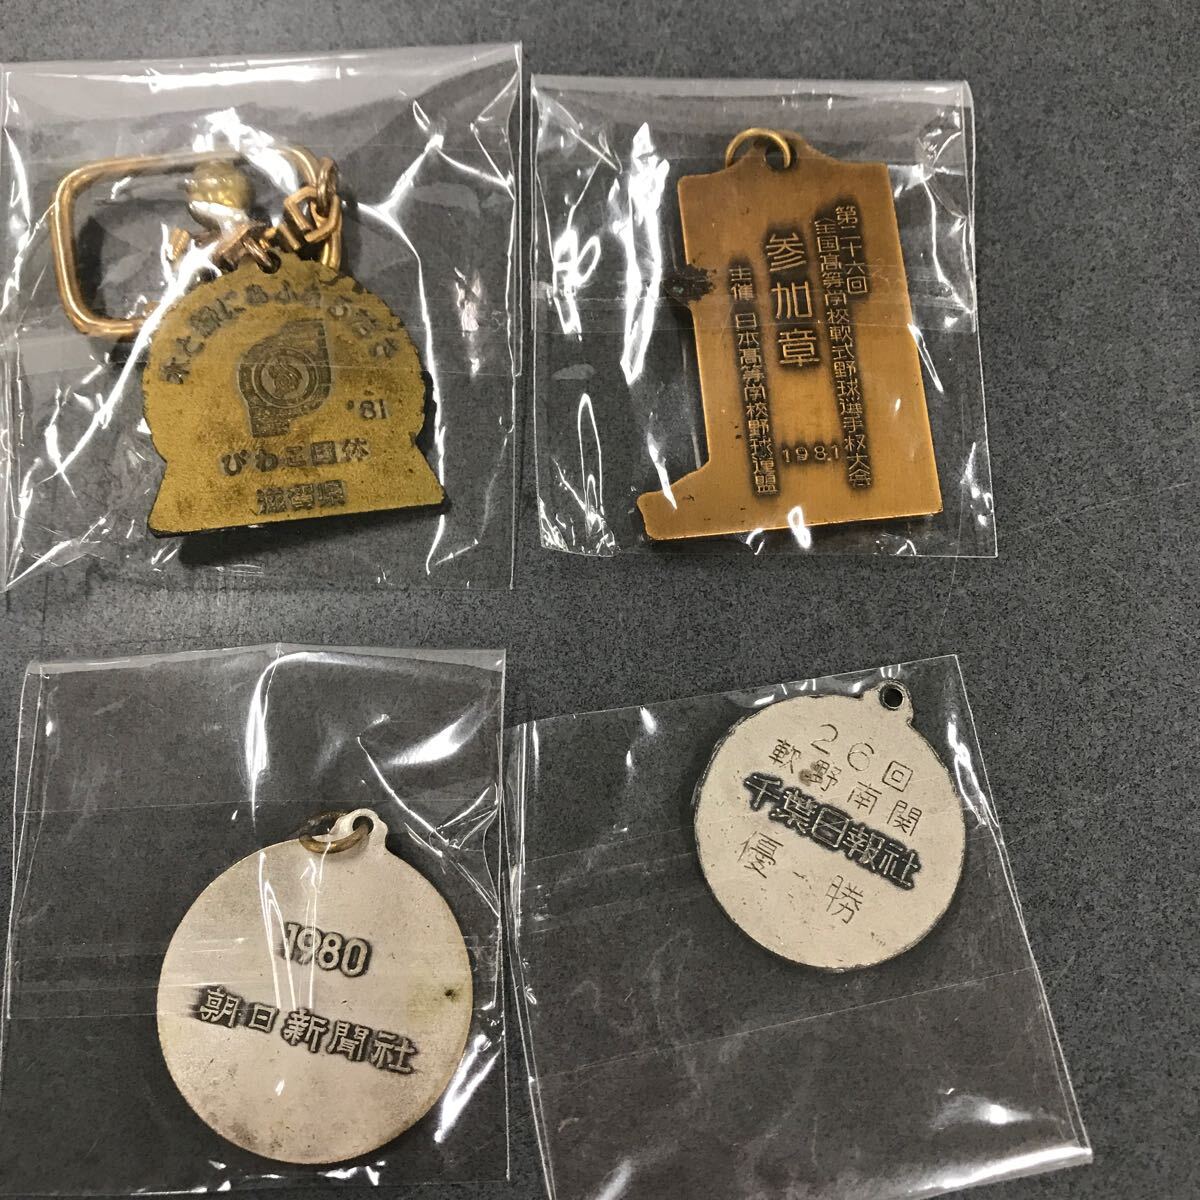 水と緑にあふれる若さ
'81
びわこ国体
滋賀県
第二十六回
全国高等学校軟式野球選手权大会
参加章
主催 日本高等学校野球連盟
1981
1980
朝日新聞社
26回
軟野南関
千葉日報社
優勝